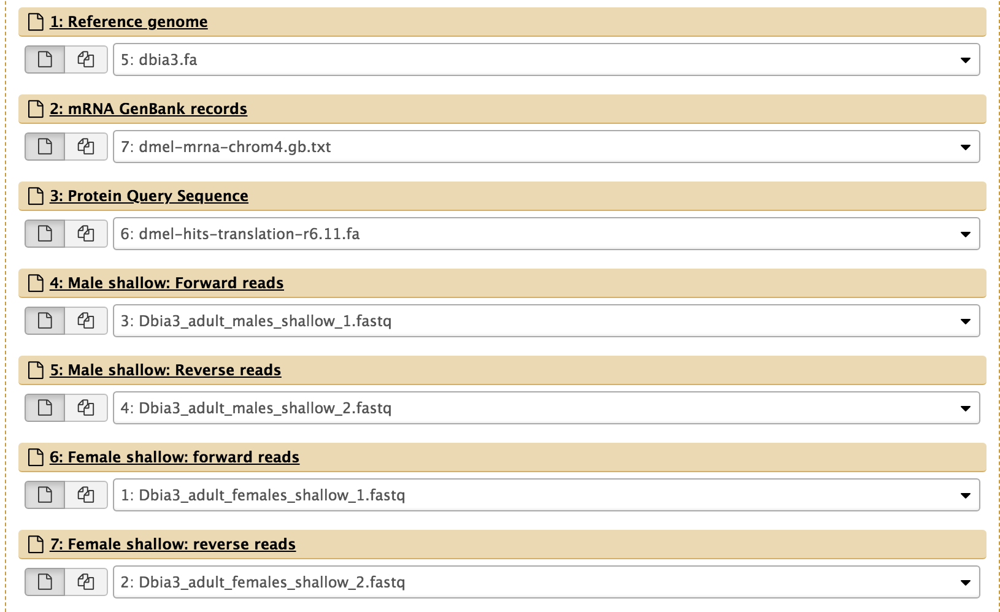 1: Reference genome
5: dbia3.fa
2: mRNA GenBank records
7: dmel-mrna-chrom4.gb.txt
3: Protein Query Sequence
6: dmel-hits-translation-r6.11.fa
4: Male shallow: Forward reads
3: Dbia3_adult_males_shallow_1.fastq
5: Male shallow: Reverse reads
4: Dbia3_adult_males_shallow_2.fastq
6: Female shallow: forward reads
1: Dbia3_adult_females_shallow_1.fastq
7: Female shallow: reverse reads
2: Dbia3_adult_females_shallow_2.fastq